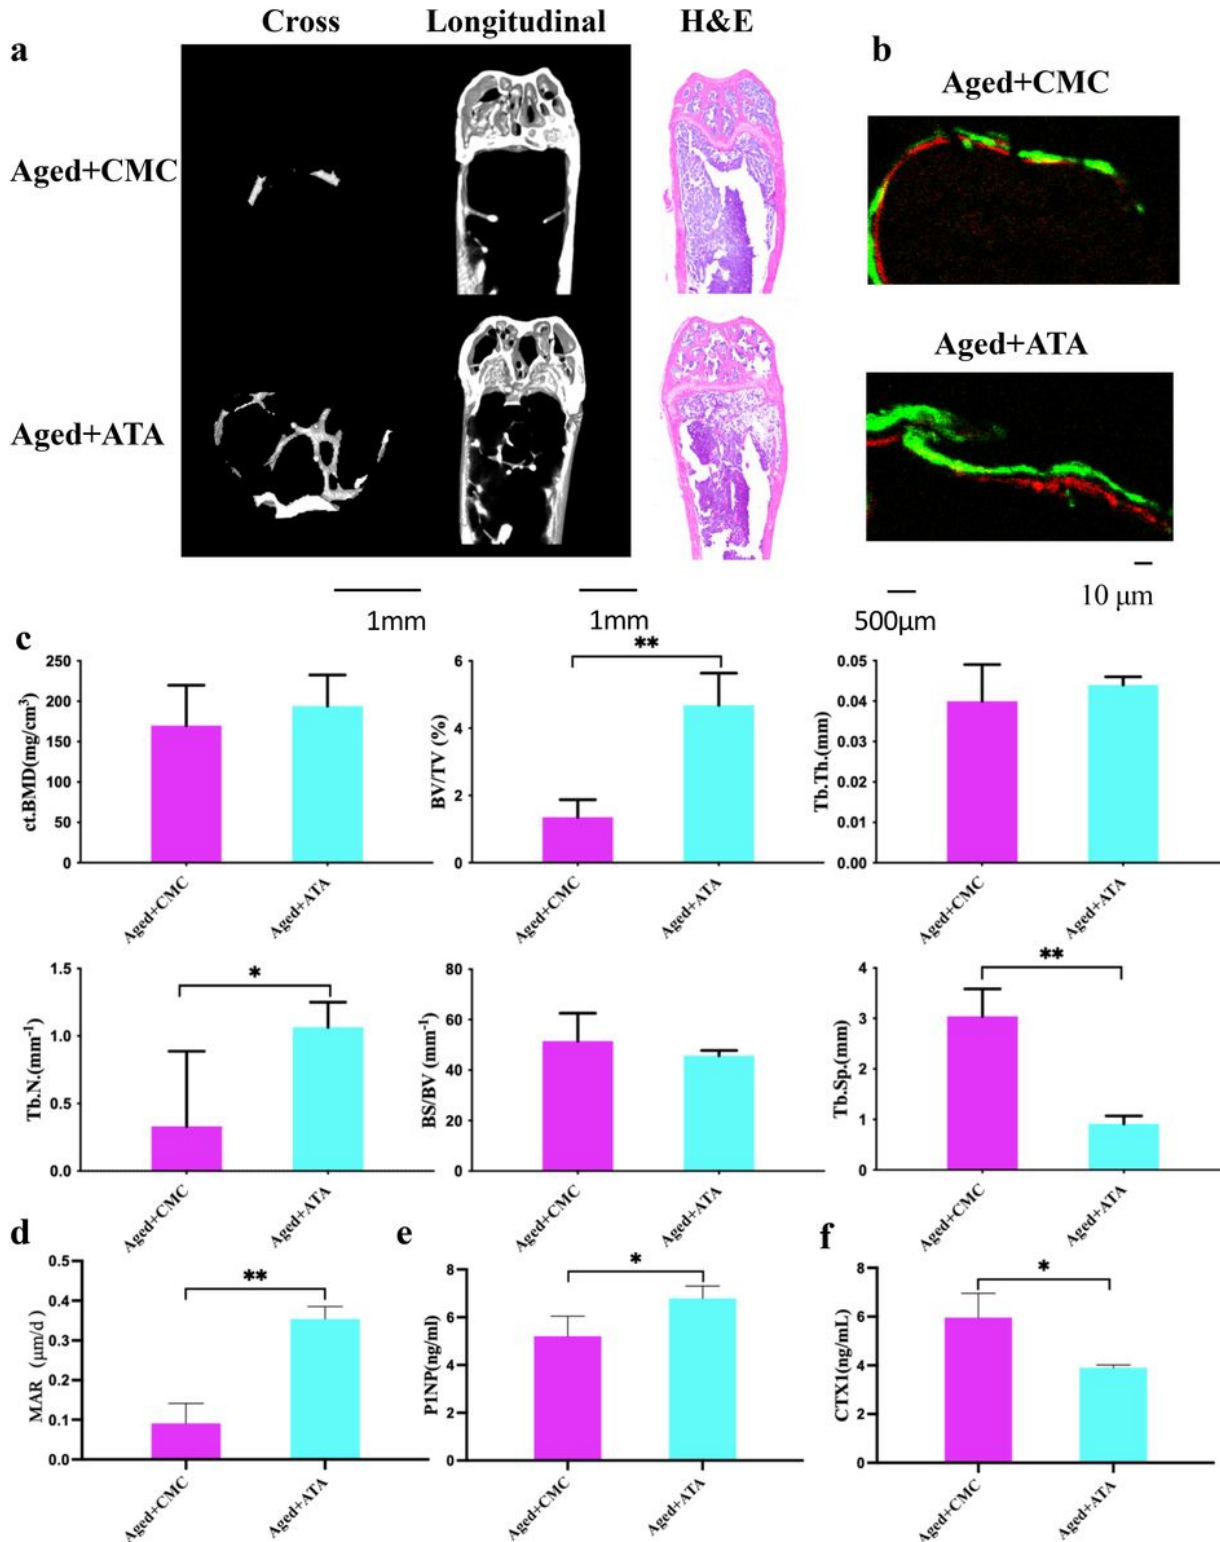 Cross Longitudinal H&E
a b
Aged+CMC
Aged+CMC
Aged+ATA
Aged+ATA
10 μm
1mm 1mm 500μm
c
ct.BMD(mg/cm³)
250
200
150
100
50
0
Aged+CMC Aged+ATA
BV/TV (%)
**
6
4
2
0
Aged+CMC Aged+ATA
Tb.Th.(mm)
0.05
0.04
0.03
0.02
0.01
0.00
Aged+CMC Aged+ATA
Tb.N.(mm⁻¹)
*
1.5
1.0
0.5
0.0
Aged+CMC Aged+ATA
BS/BV (mm⁻¹)
80
60
40
20
0
Aged+CMC Aged+ATA
Tb.Sp.(mm)
**
4
3
2
1
0
Aged+CMC Aged+ATA
d
MAR (μm/d)
**
0.5
0.4
0.3
0.2
0.1
0.0
Aged+CMC Aged+ATA
e
P1NP(ng/ml)
*
8
6
4
2
0
Aged+CMC Aged+ATA
f
CTX1(ng/mL)
*
8
6
4
2
0
Aged+CMC Aged+ATA